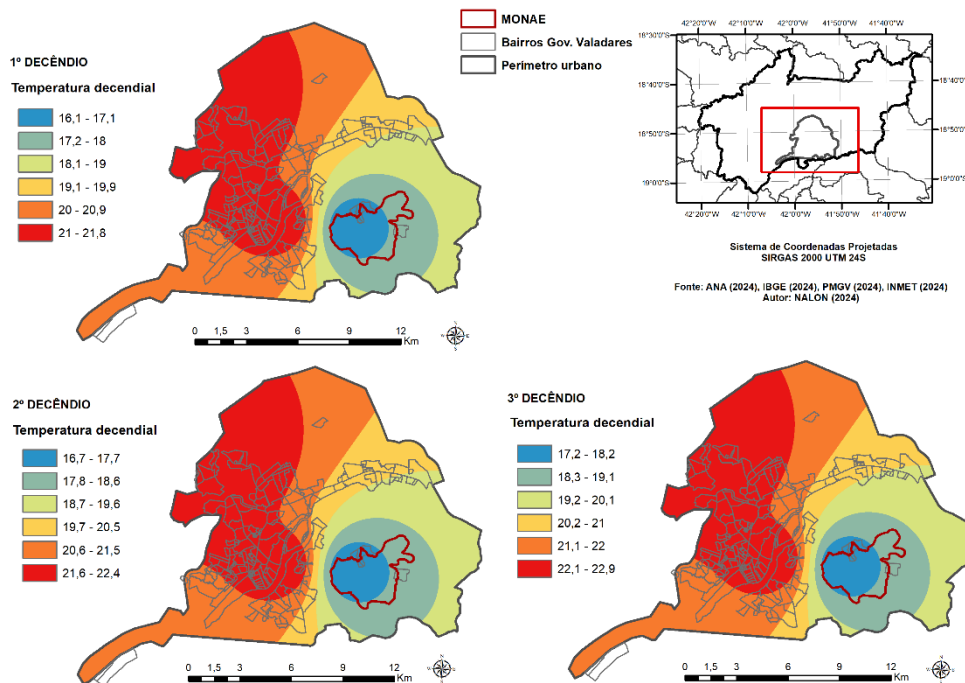 MONAE
Bairros Gov. Valadares
Perímetro urbano
1º DECÊNDIO
Temperatura decendial
16,1 - 17,1
17,2 - 18
18,1 - 19
19,1 - 19,9
20 - 20,9
21 - 21,8
0 1,5 3 6 9 12
Km
42°20'0"W 42°10'0"W 42°0'0"W 41°50'0"W 41°40'0"W
18°30'0"S
18°40'0"S 18°40'0"S
18°50'0"S 18°50'0"S
19°0'0"S 19°0'0"S
42°20'0"W 42°10'0"W 42°0'0"W 41°50'0"W 41°40'0"W
Sistema de Coordenadas Projetadas
SIRGAS 2000 UTM 24S
Fonte: ANA (2024), IBGE (2024), PMGV (2024), INMET (2024)
Autor: NALON (2024)
2º DECÊNDIO
Temperatura decendial
16,7 - 17,7
17,8 - 18,6
18,7 - 19,6
19,7 - 20,5
20,6 - 21,5
21,6 - 22,4
0 1,5 3 6 9 12
Km
3º DECÊNDIO
Temperatura decendial
17,2 - 18,2
18,3 - 19,1
19,2 - 20,1
20,2 - 21
21,1 - 22
22,1 - 22,9
0 1,5 3 6 9 12
Km